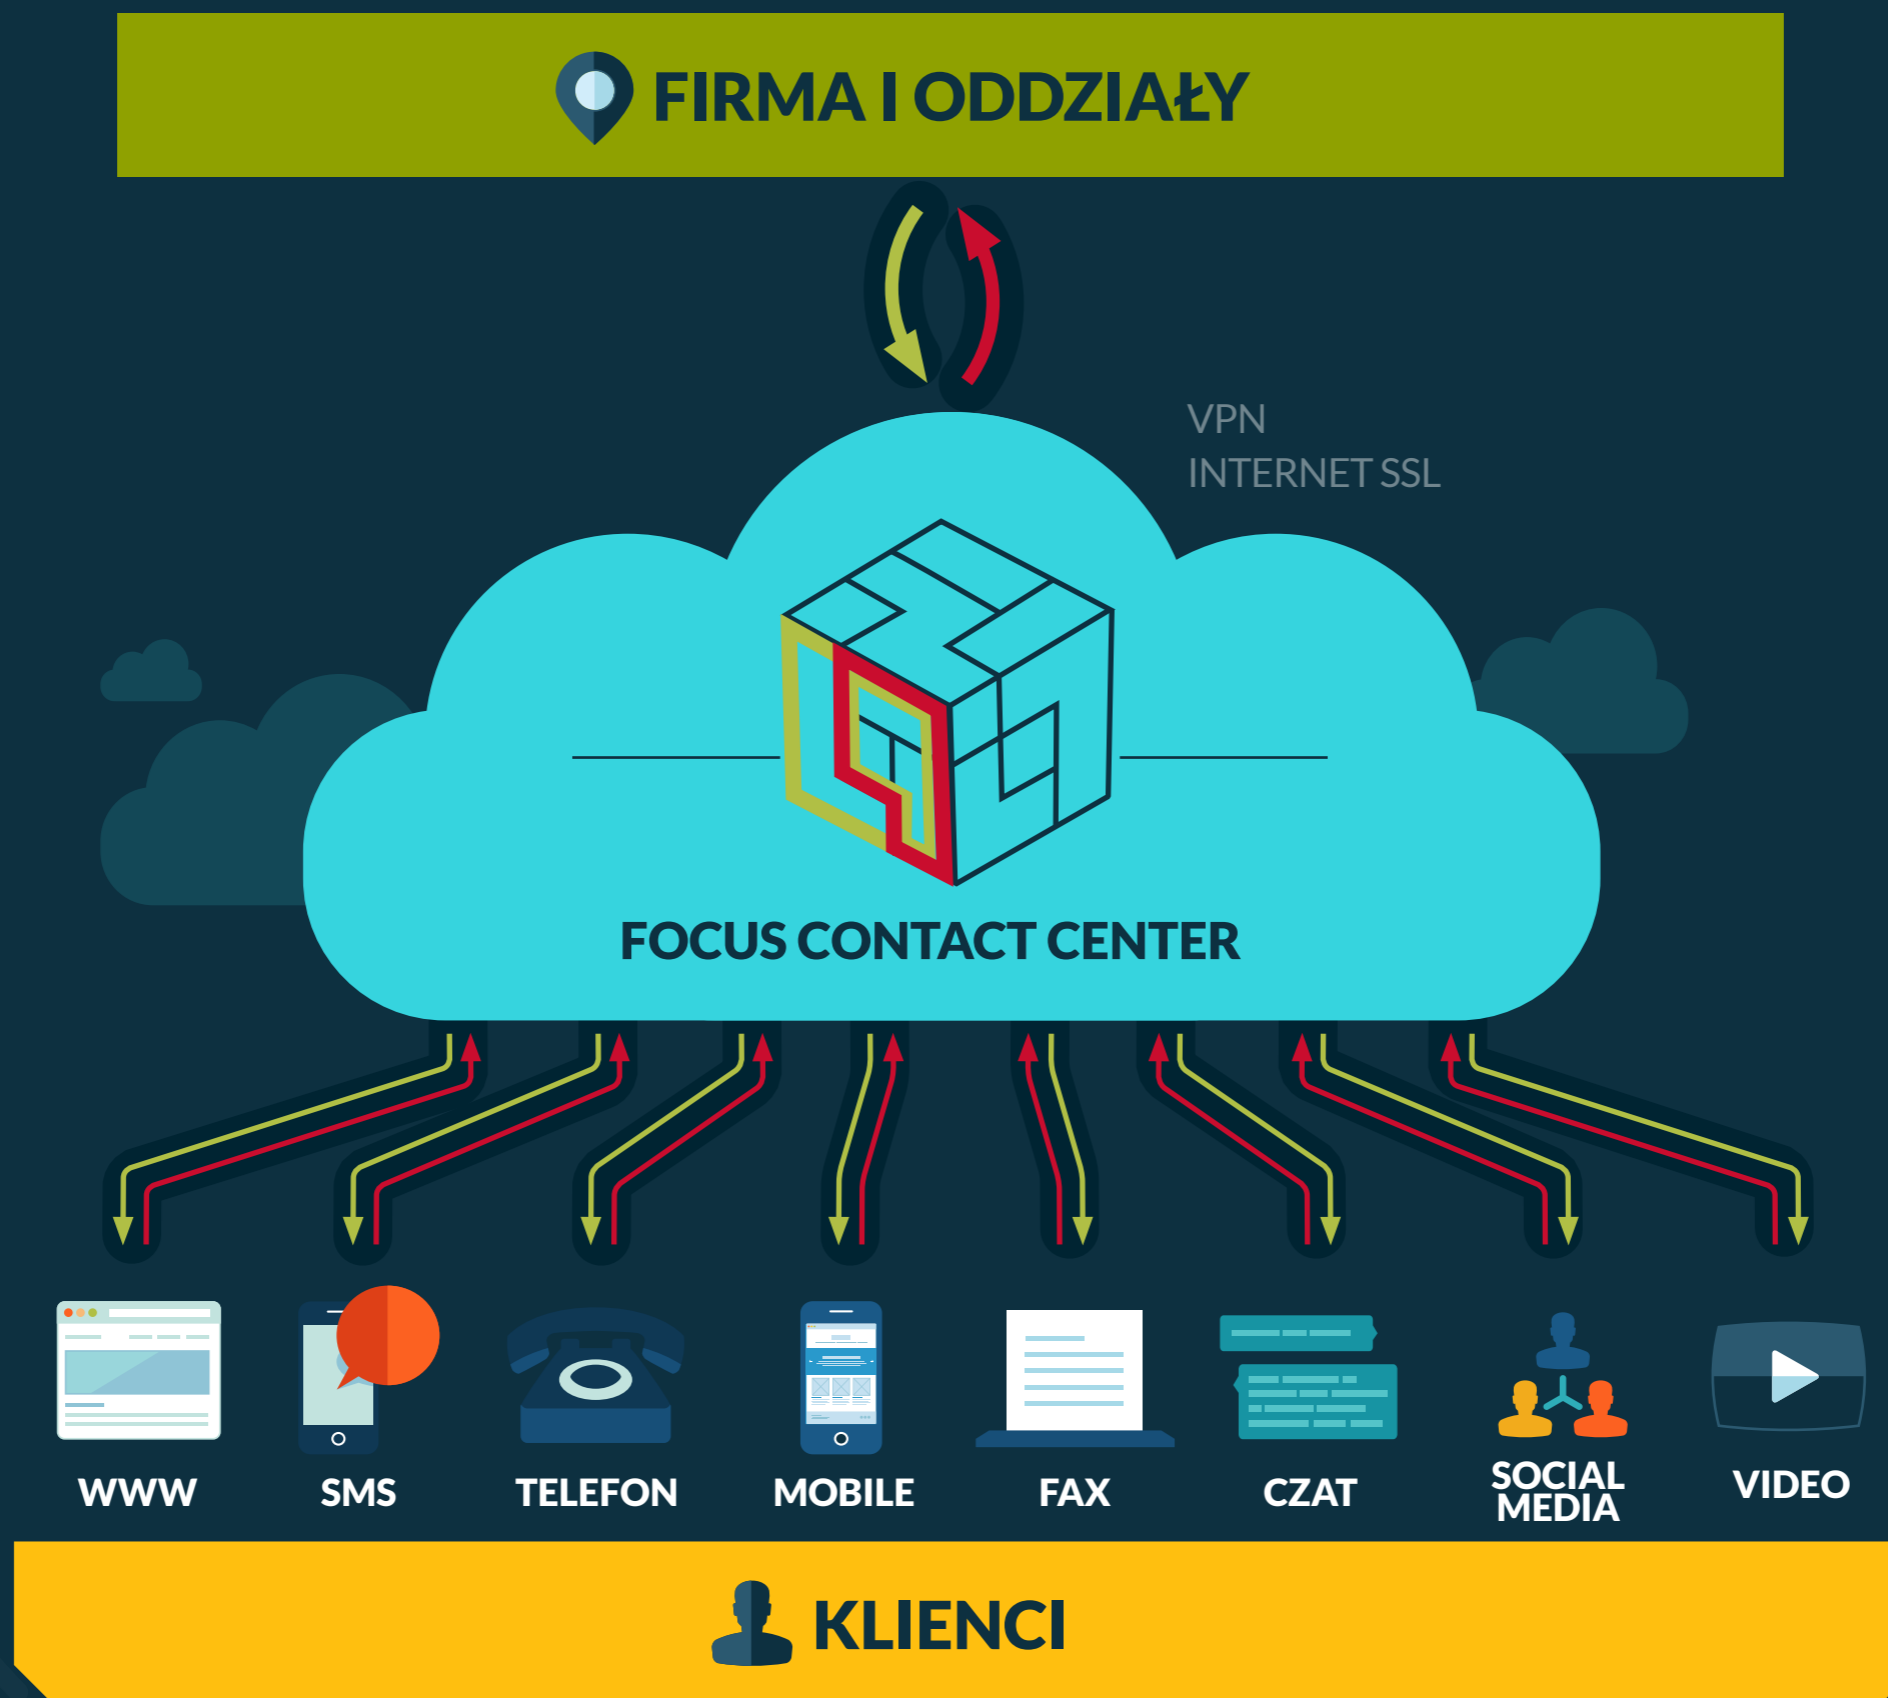 FIRMA I ODDZIAŁY
VPN
INTERNET SSL
FOCUS CONTACT CENTER
WWW
SMS
TELEFON
MOBILE
FAX
CZAT
SOCIAL
MEDIA
VIDEO
KLIENCI